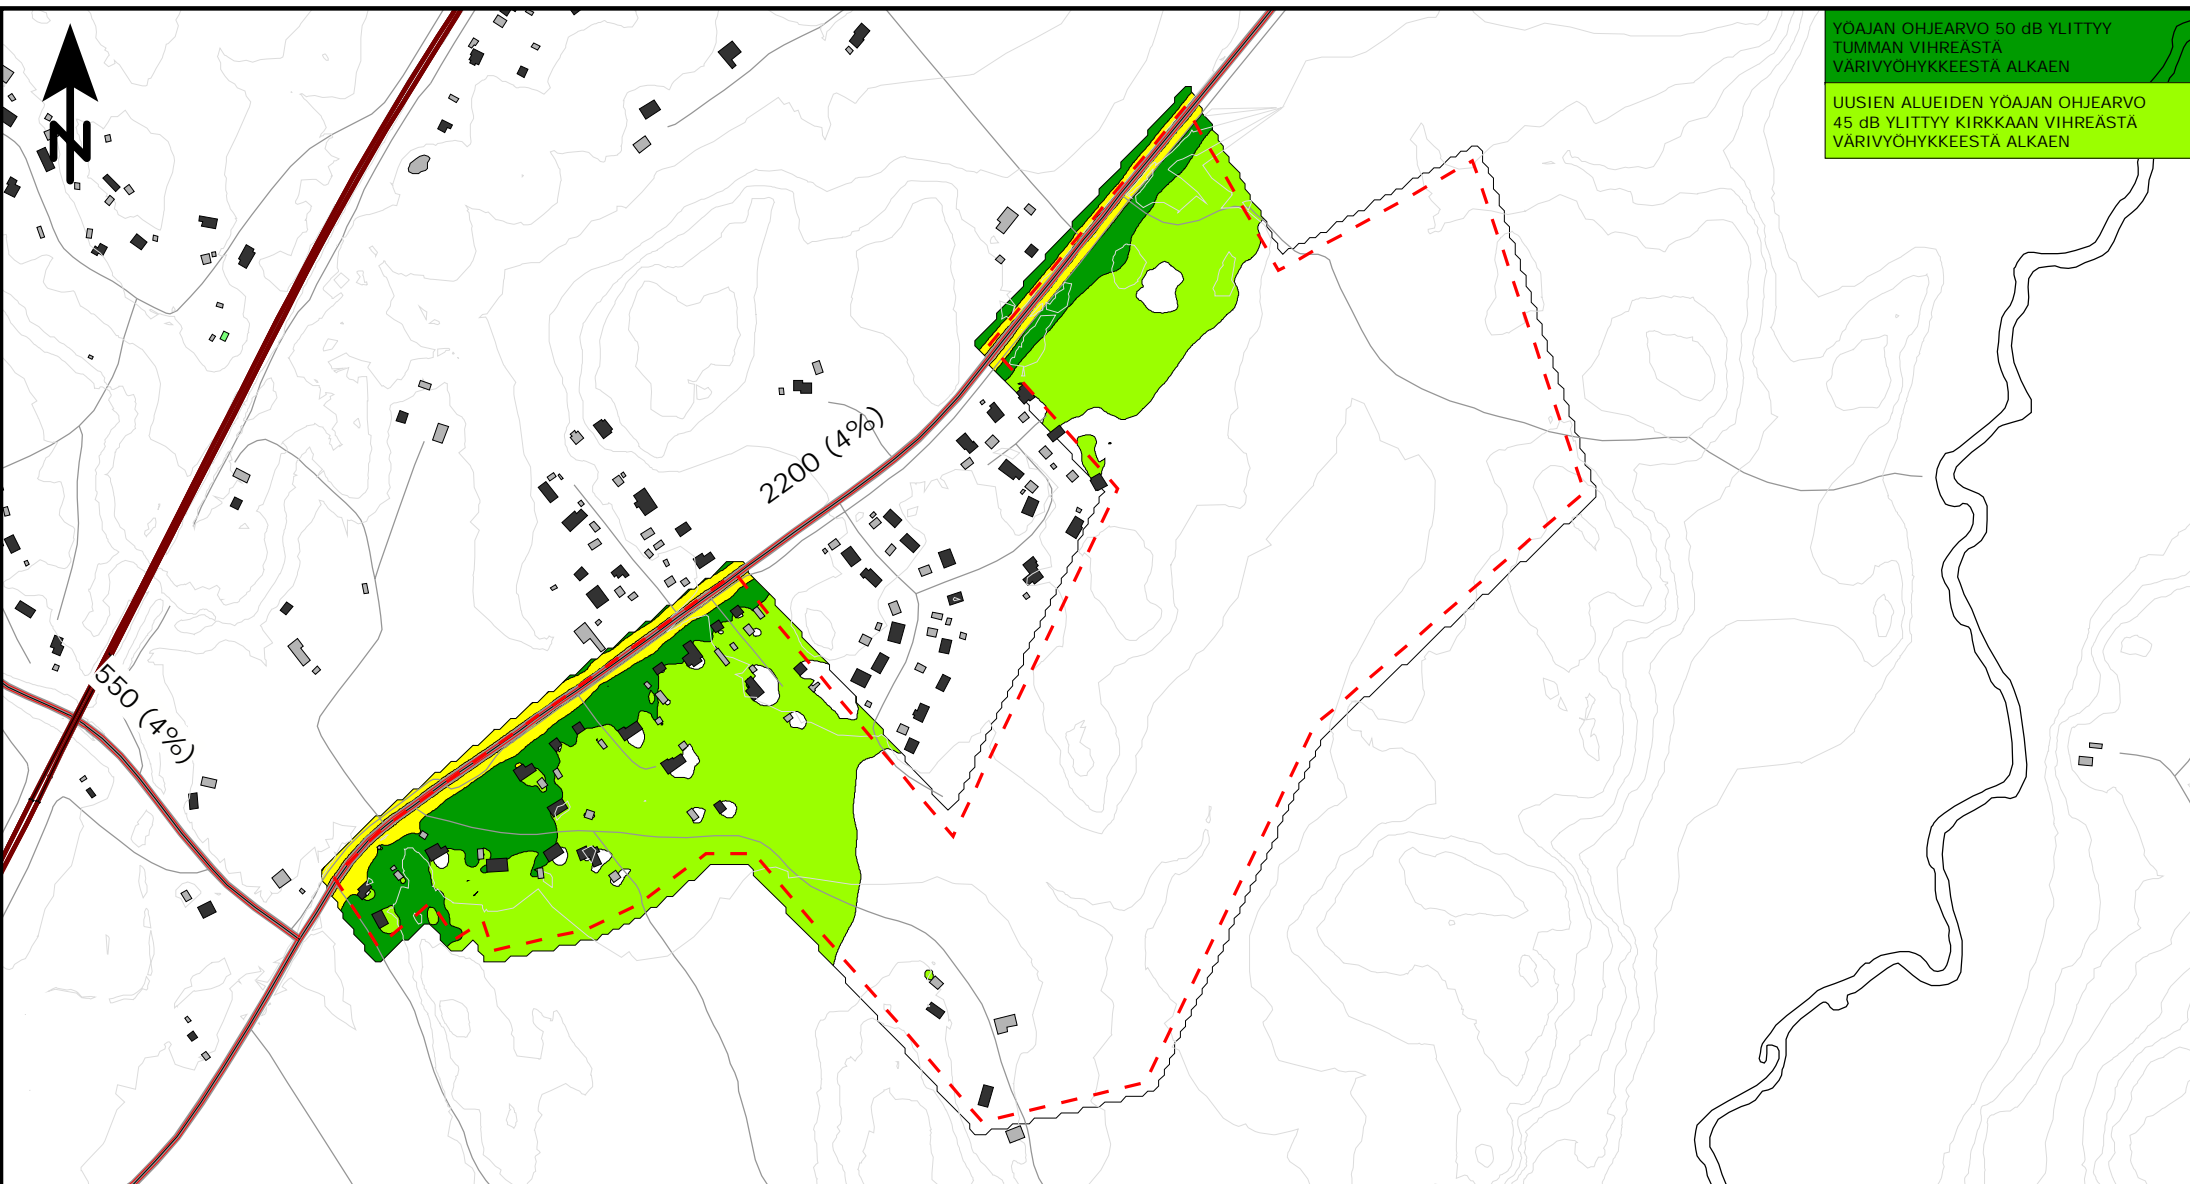 N
YÖAJAN OHJEARVO 50 dB YLITTYY
TUMMAN VIHREÄSTÄ
VÄRIVYÖHYKKEESTÄ ALKAEN
UUSIEN ALUEIDEN YÖAJAN OHJEARVO
45 dB YLITTYY KIRKKAAN VIHREÄSTÄ
VÄRIVYÖHYKKEESTÄ ALKAEN
2200 (4%)
550 (4%)